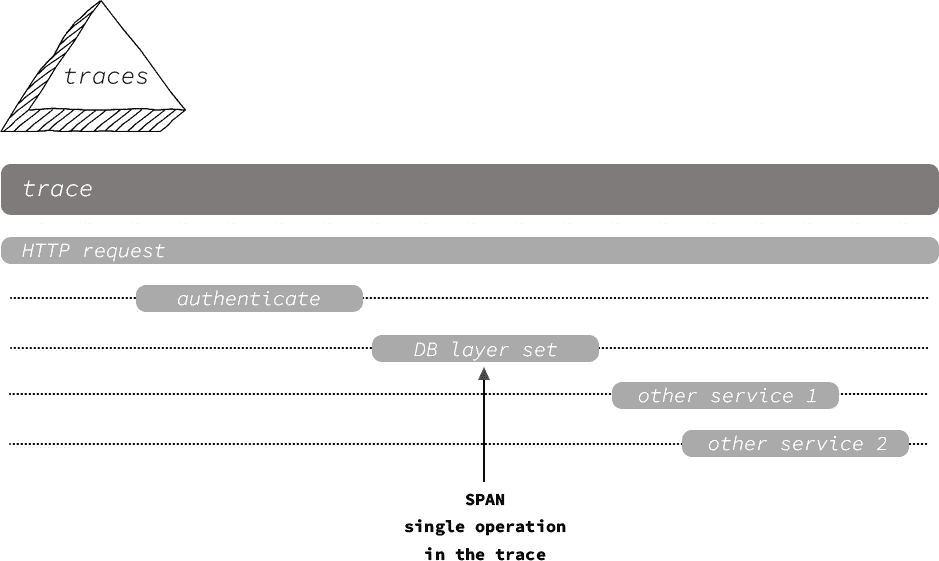 traces
trace
HTTP request
authenticate
DB layer set
other service 1
other service 2
SPAN
single operation
in the trace